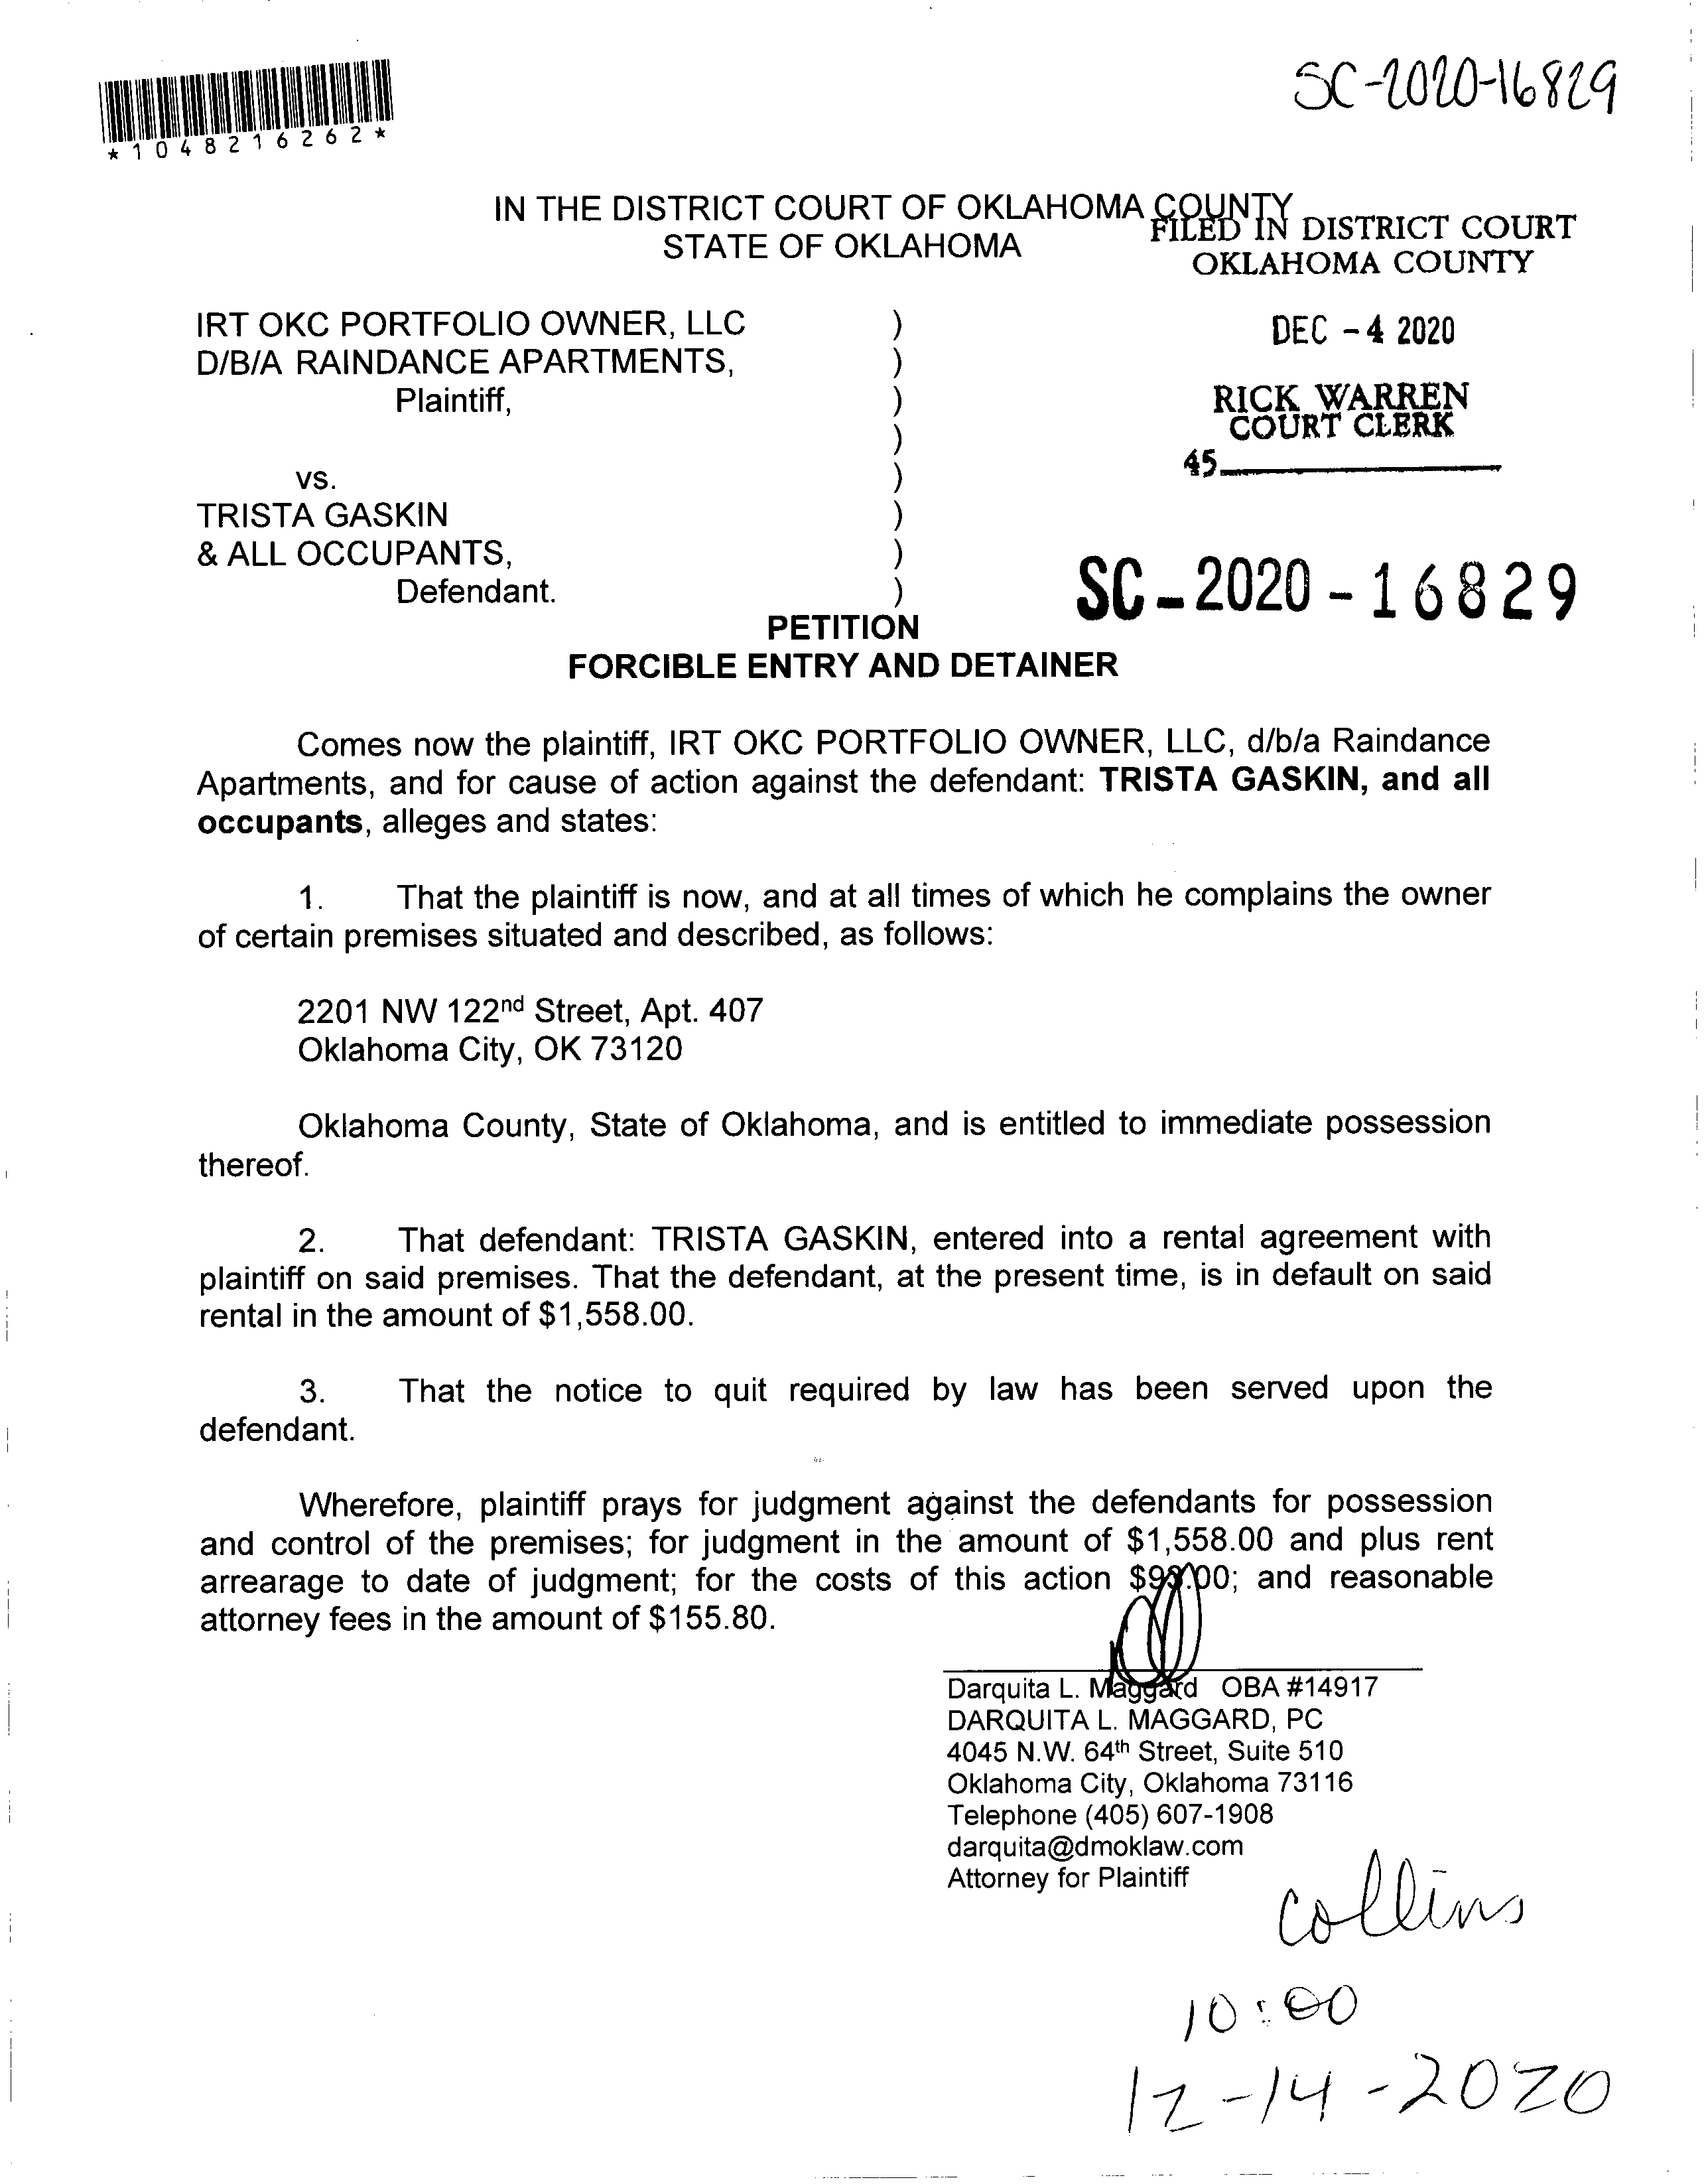 SC-2020-16829
*1048216262*
IN THE DISTRICT COURT OF OKLAHOMA COUNTY
STATE OF OKLAHOMA
FILED IN DISTRICT COURT
OKLAHOMA COUNTY
IRT OKC PORTFOLIO OWNER, LLC )
D/B/A RAINDANCE APARTMENTS, )
Plaintiff, )
)
vs. )
TRISTA GASKIN )
& ALL OCCUPANTS, )
Defendant. )
DEC -4 2020
RICK WARREN
COURT CLERK
45
SC-2020-16829
PETITION
FORCIBLE ENTRY AND DETAINER
Comes now the plaintiff, IRT OKC PORTFOLIO OWNER, LLC, d/b/a Raindance
Apartments, and for cause of action against the defendant: TRISTA GASKIN, and all
occupants, alleges and states:
1. That the plaintiff is now, and at all times of which he complains the owner
of certain premises situated and described, as follows:
2201 NW 122nd Street, Apt. 407
Oklahoma City, OK 73120
Oklahoma County, State of Oklahoma, and is entitled to immediate possession
thereof.
2. That defendant: TRISTA GASKIN, entered into a rental agreement with
plaintiff on said premises. That the defendant, at the present time, is in default on said
rental in the amount of $1,558.00.
3. That the notice to quit required by law has been served upon the
defendant.
Wherefore, plaintiff prays for judgment against the defendants for possession
and control of the premises; for judgment in the amount of $1,558.00 and plus rent
arrearage to date of judgment; for the costs of this action and reasonable
attorney fees in the amount of $155.80.
Darquita L. Maggard OBA #14917
DARQUITA L. MAGGARD, PC
4045 N.W. 64th Street, Suite 510
Oklahoma City, Oklahoma 73116
Telephone (405) 607-1908
darquita@dmoklaw.com
Attorney for Plaintiff
Collins
10:00
12-14-2020